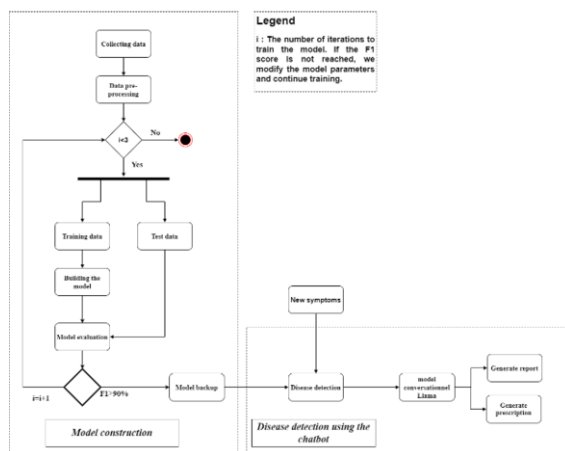 Legend
i : The number of iterations to
train the model. If the F1
score is not reached, we
modify the model parameters
and continue training.
Collecting data
Data pre-
processing
i<2
No
Yes
Training data
Test data
Building the
model
Model evaluation
i=i+1
F1>90%
Model backup
Model construction
New symptoms
Disease detection
model
conversationnel
Llama
Generate report
Generate
prescription
Disease detection using the
chatbot